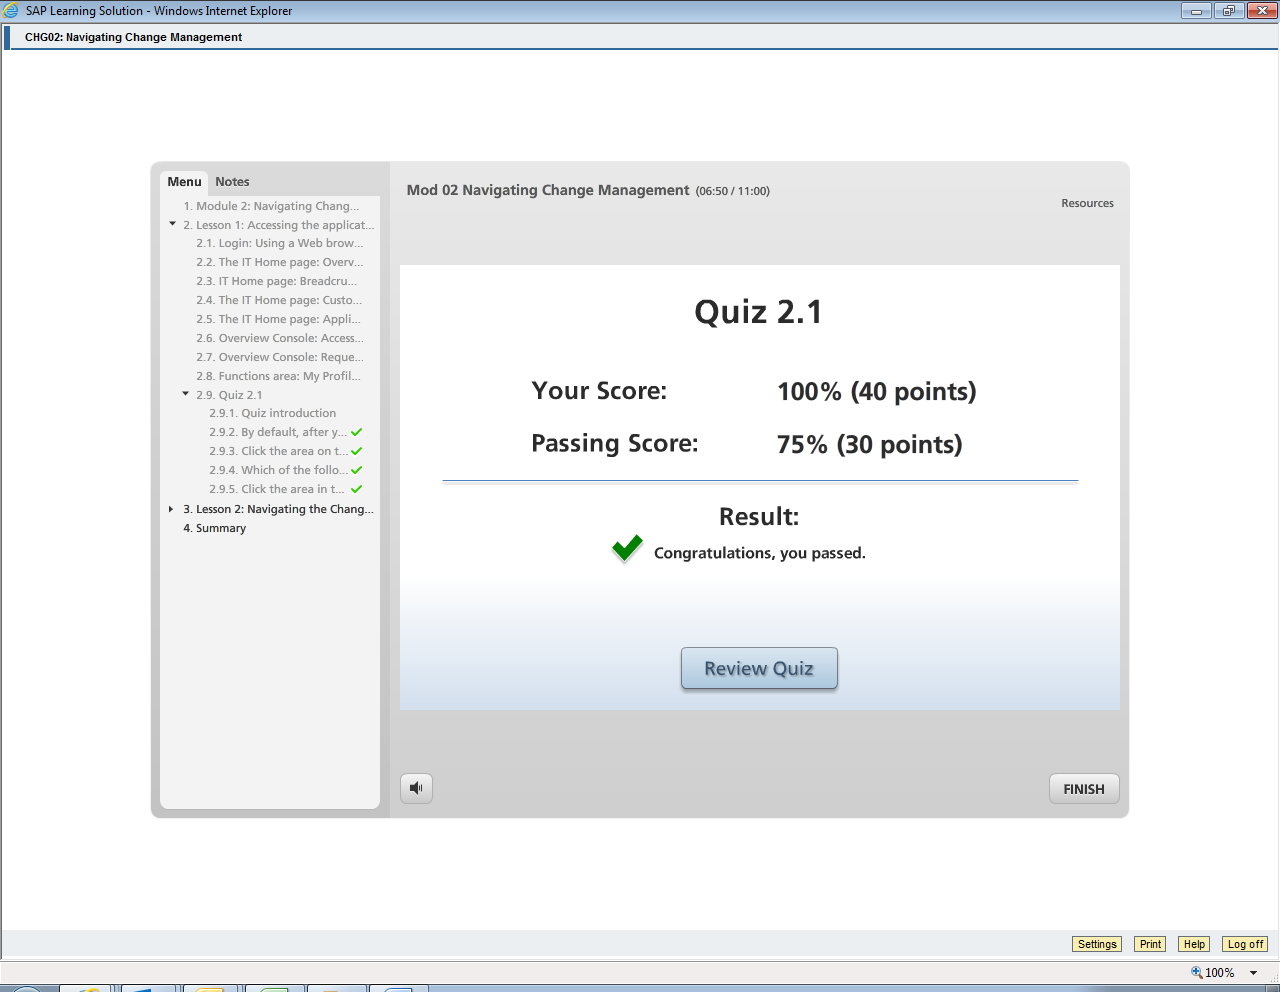 SAP Learning Solution - Windows Internet Explorer
CHG02: Navigating Change Management
Menu
Notes
1. Module 2: Navigating Chang...
2. Lesson 1: Accessing the applicat...
2.1. Login: Using a Web brow...
2.2. The IT Home page: Overv...
2.3. IT Home page: Breadcru...
2.4. The IT Home page: Custo...
2.5. The IT Home page: Appli...
2.6. Overview Console: Access...
2.7. Overview Console: Reque...
2.8. Functions area: My Profil...
2.9. Quiz 2.1
2.9.1. Quiz introduction
2.9.2. By default, after y...
2.9.3. Click the area on t...
2.9.4. Which of the follo...
2.9.5. Click the area in t...
3. Lesson 2: Navigating the Chang...
4. Summary
Mod 02 Navigating Change Management (06:50 / 11:00)
Resources
Quiz 2.1
Your Score: 100% (40 points)
Passing Score: 75% (30 points)
Result:
Congratulations, you passed.
Review Quiz
FINISH
Settings Print Help Log off
100%